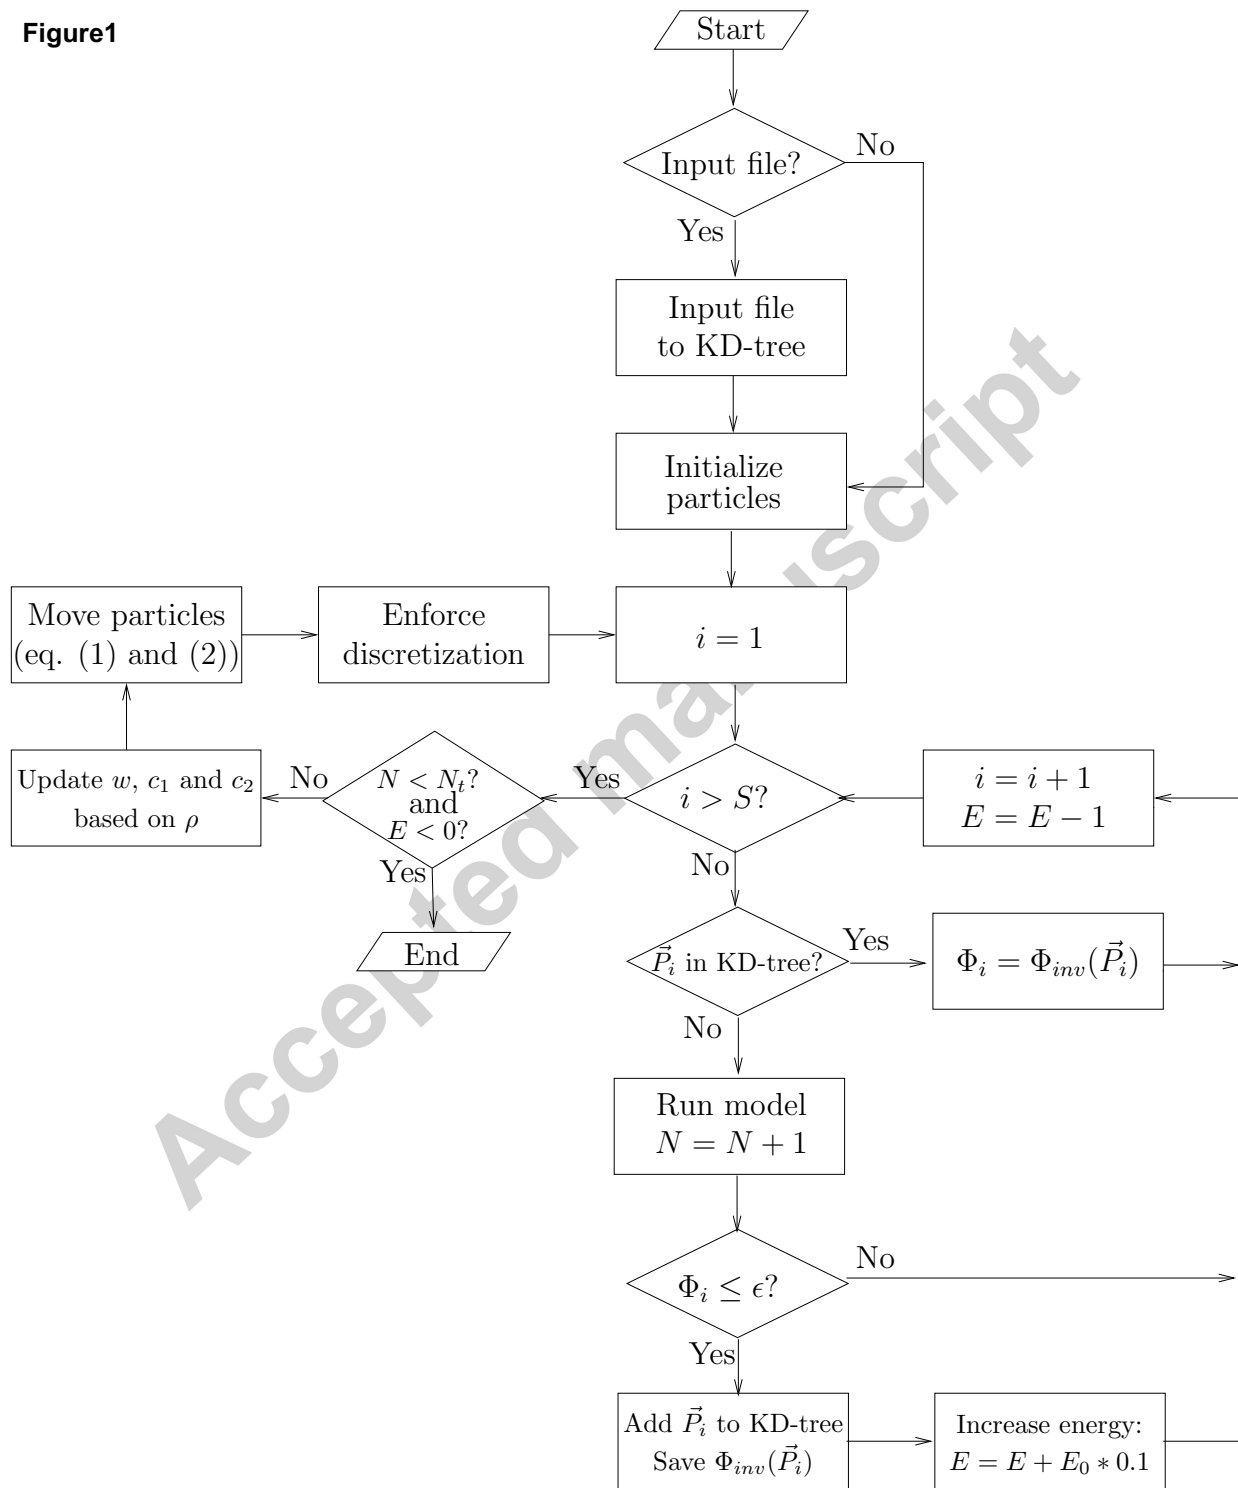 Figure1
Start
Input file?
No
Yes
Input file
to KD-tree
Initialize
particles
Move particles
(eq. (1) and (2))
Enforce
discretization
i = 1
Update w, c₁ and c₂
based on ρ
No
N < Nₜ?
and
E < 0?
Yes
i > S?
i = i + 1
E = E − 1
Yes
End
No
P⃗ᵢ in KD-tree?
Yes
Φᵢ = Φᵢₙᵥ(P⃗ᵢ)
No
Run model
N = N + 1
Φᵢ ≤ ϵ?
No
Yes
Add P⃗ᵢ to KD-tree
Save Φᵢₙᵥ(P⃗ᵢ)
Increase energy:
E = E + E₀ ∗ 0.1
Accepted manuscript